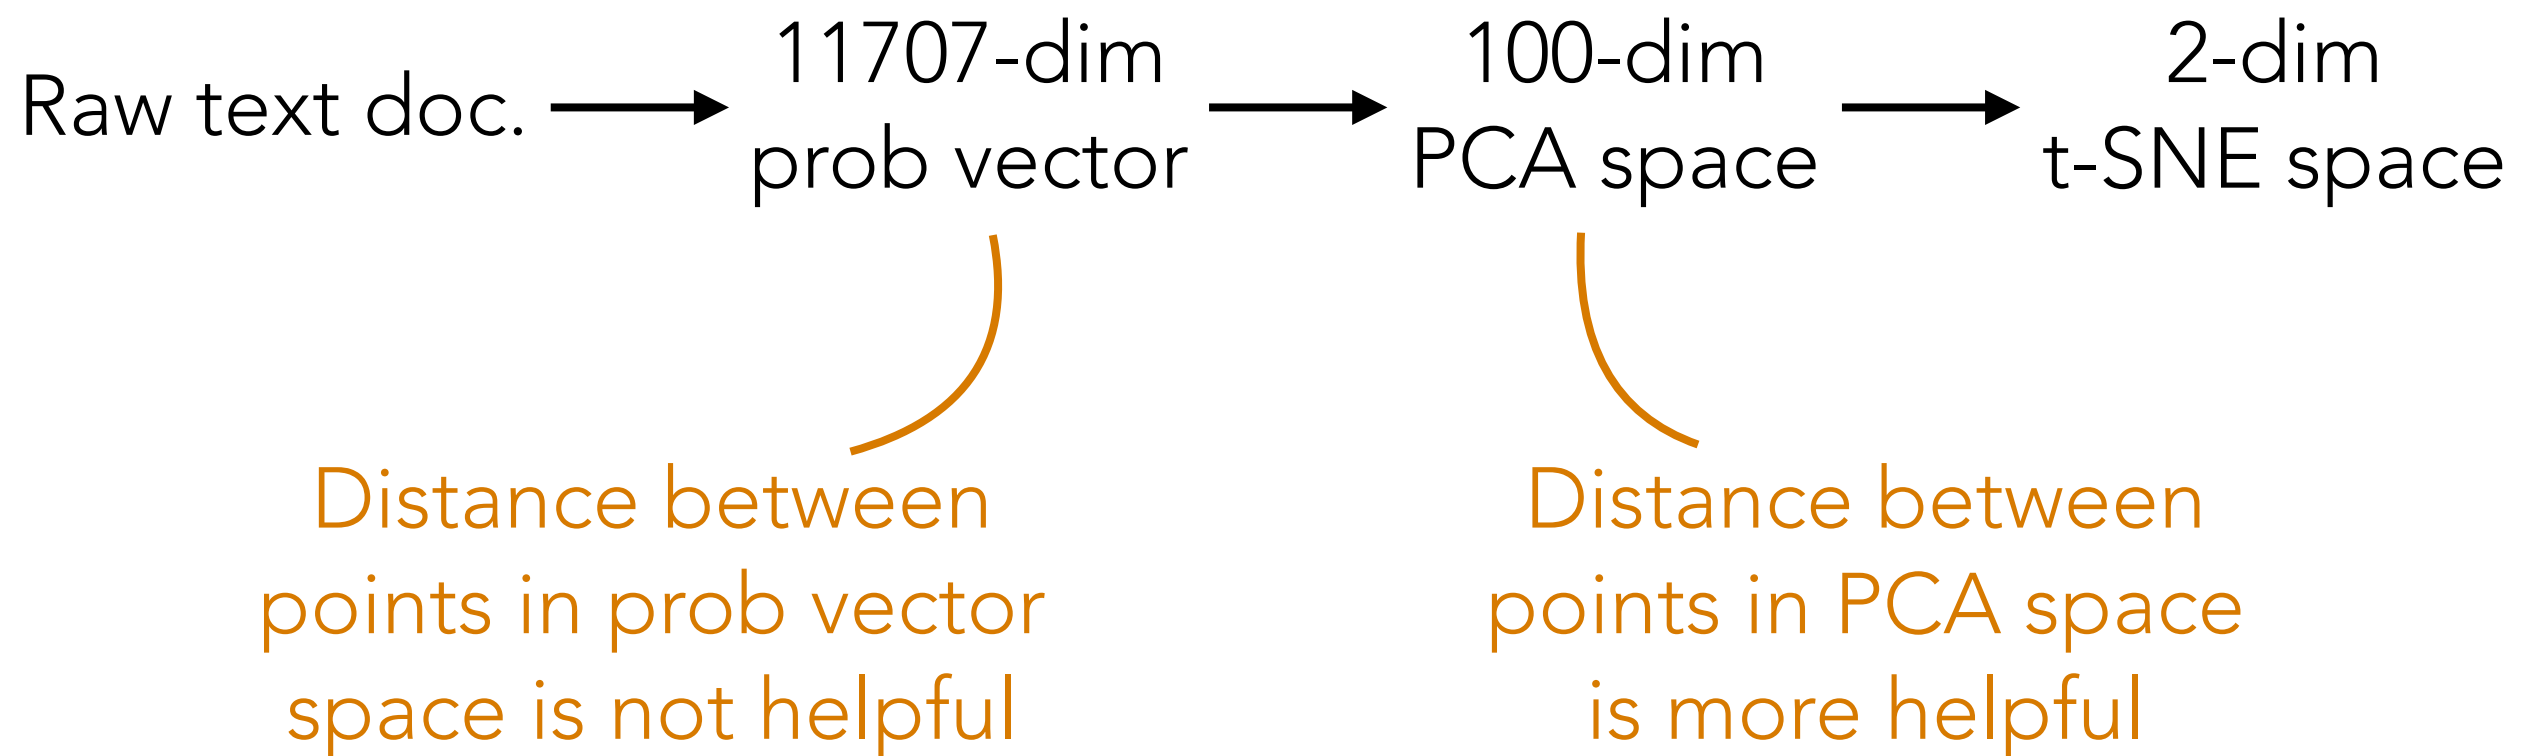 Raw text doc.
11707-dim
prob vector
100-dim
PCA space
2-dim
t-SNE space
Distance between
points in prob vector
space is not helpful
Distance between
points in PCA space
is more helpful